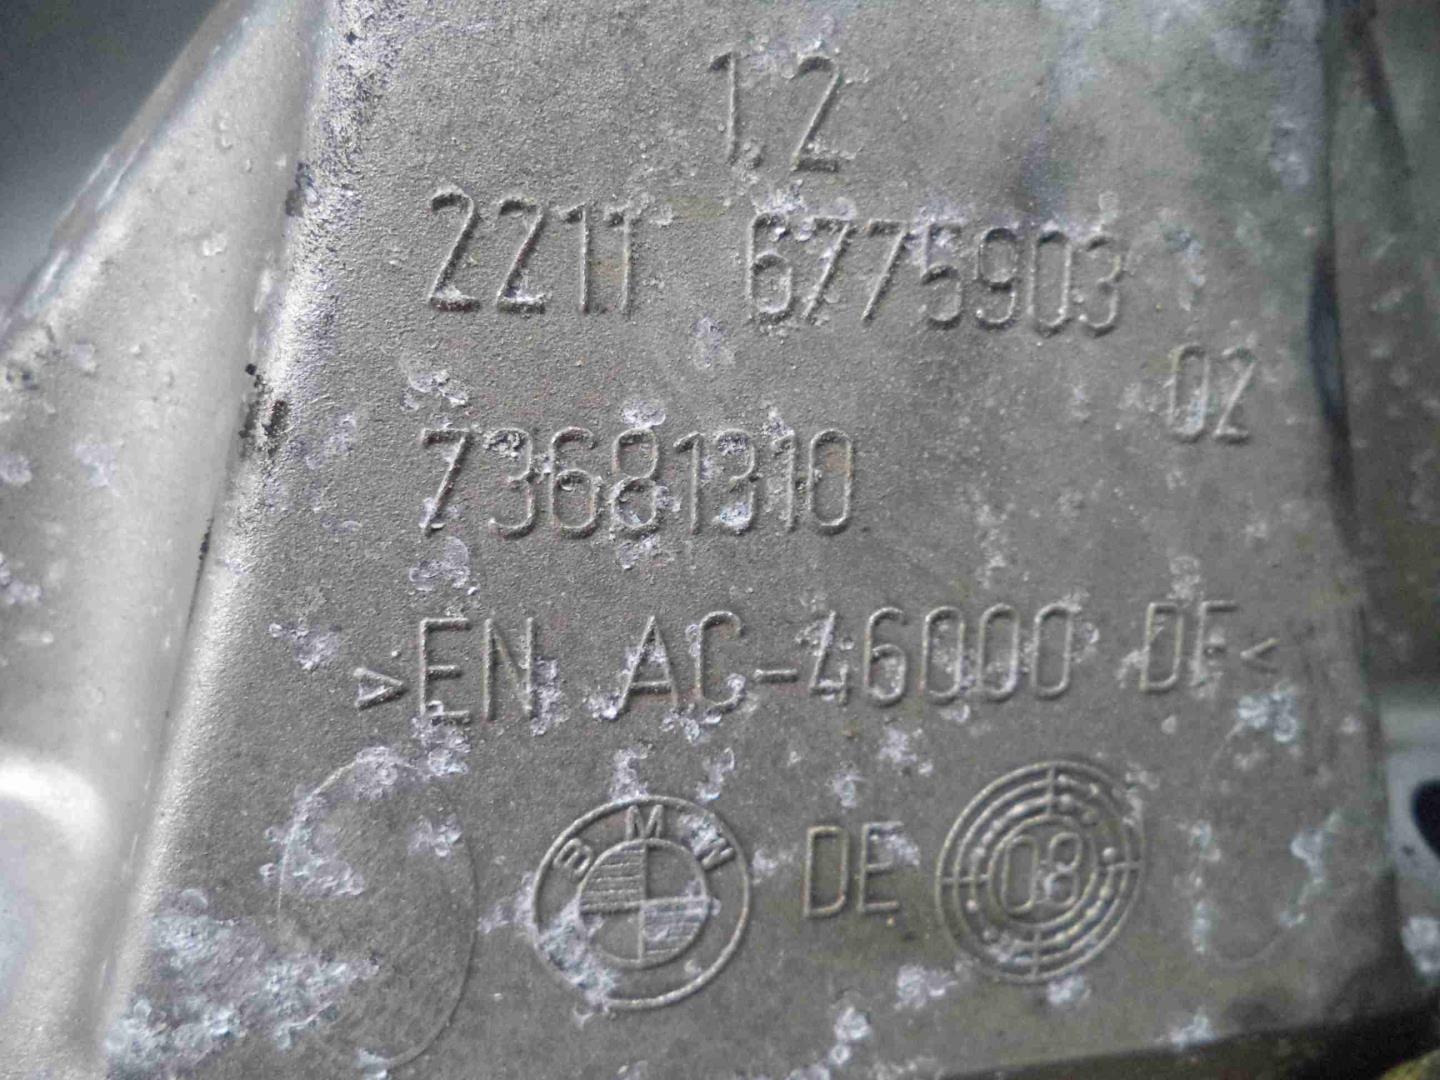 1.2
2211 6775903
02
73681310
>EN AC-46000 DF<
BMW DE 08